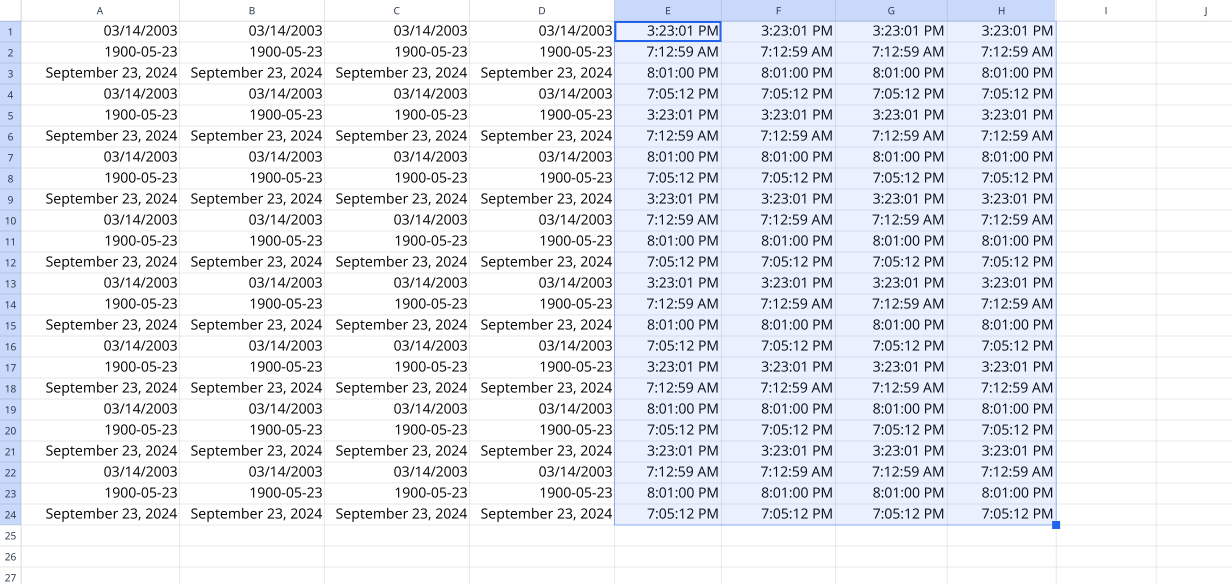 A B C D E F G H I J
1 03/14/2003 03/14/2003 03/14/2003 03/14/2003 3:23:01 PM 3:23:01 PM 3:23:01 PM 3:23:01 PM
2 1900-05-23 1900-05-23 1900-05-23 1900-05-23 7:12:59 AM 7:12:59 AM 7:12:59 AM 7:12:59 AM
3 September 23, 2024 September 23, 2024 September 23, 2024 September 23, 2024 8:01:00 PM 8:01:00 PM 8:01:00 PM 8:01:00 PM
4 03/14/2003 03/14/2003 03/14/2003 03/14/2003 7:05:12 PM 7:05:12 PM 7:05:12 PM 7:05:12 PM
5 1900-05-23 1900-05-23 1900-05-23 1900-05-23 3:23:01 PM 3:23:01 PM 3:23:01 PM 3:23:01 PM
6 September 23, 2024 September 23, 2024 September 23, 2024 September 23, 2024 7:12:59 AM 7:12:59 AM 7:12:59 AM 7:12:59 AM
7 03/14/2003 03/14/2003 03/14/2003 03/14/2003 8:01:00 PM 8:01:00 PM 8:01:00 PM 8:01:00 PM
8 1900-05-23 1900-05-23 1900-05-23 1900-05-23 7:05:12 PM 7:05:12 PM 7:05:12 PM 7:05:12 PM
9 September 23, 2024 September 23, 2024 September 23, 2024 September 23, 2024 3:23:01 PM 3:23:01 PM 3:23:01 PM 3:23:01 PM
10 03/14/2003 03/14/2003 03/14/2003 03/14/2003 7:12:59 AM 7:12:59 AM 7:12:59 AM 7:12:59 AM
11 1900-05-23 1900-05-23 1900-05-23 1900-05-23 8:01:00 PM 8:01:00 PM 8:01:00 PM 8:01:00 PM
12 September 23, 2024 September 23, 2024 September 23, 2024 September 23, 2024 7:05:12 PM 7:05:12 PM 7:05:12 PM 7:05:12 PM
13 03/14/2003 03/14/2003 03/14/2003 03/14/2003 3:23:01 PM 3:23:01 PM 3:23:01 PM 3:23:01 PM
14 1900-05-23 1900-05-23 1900-05-23 1900-05-23 7:12:59 AM 7:12:59 AM 7:12:59 AM 7:12:59 AM
15 September 23, 2024 September 23, 2024 September 23, 2024 September 23, 2024 8:01:00 PM 8:01:00 PM 8:01:00 PM 8:01:00 PM
16 03/14/2003 03/14/2003 03/14/2003 03/14/2003 7:05:12 PM 7:05:12 PM 7:05:12 PM 7:05:12 PM
17 1900-05-23 1900-05-23 1900-05-23 1900-05-23 3:23:01 PM 3:23:01 PM 3:23:01 PM 3:23:01 PM
18 September 23, 2024 September 23, 2024 September 23, 2024 September 23, 2024 7:12:59 AM 7:12:59 AM 7:12:59 AM 7:12:59 AM
19 03/14/2003 03/14/2003 03/14/2003 03/14/2003 8:01:00 PM 8:01:00 PM 8:01:00 PM 8:01:00 PM
20 1900-05-23 1900-05-23 1900-05-23 1900-05-23 7:05:12 PM 7:05:12 PM 7:05:12 PM 7:05:12 PM
21 September 23, 2024 September 23, 2024 September 23, 2024 September 23, 2024 3:23:01 PM 3:23:01 PM 3:23:01 PM 3:23:01 PM
22 03/14/2003 03/14/2003 03/14/2003 03/14/2003 7:12:59 AM 7:12:59 AM 7:12:59 AM 7:12:59 AM
23 1900-05-23 1900-05-23 1900-05-23 1900-05-23 8:01:00 PM 8:01:00 PM 8:01:00 PM 8:01:00 PM
24 September 23, 2024 September 23, 2024 September 23, 2024 September 23, 2024 7:05:12 PM 7:05:12 PM 7:05:12 PM 7:05:12 PM
25
26
27